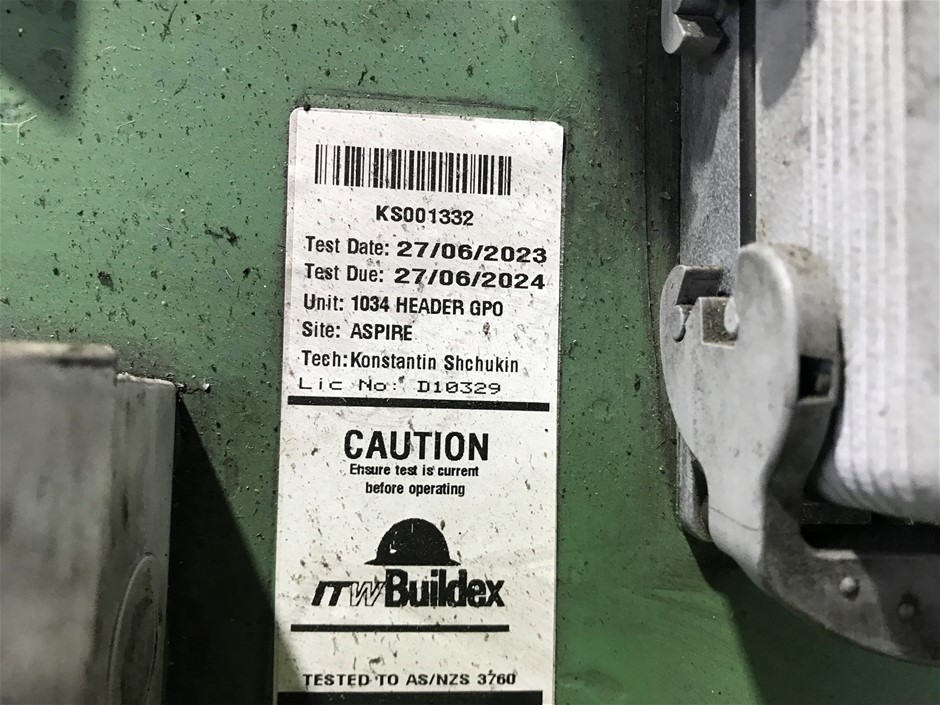 KS001332
Test Date: 27/06/2023
Test Due: 27/06/2024
Unit: 1034 HEADER GPO
Site: ASPIRE
Tech: Konstantin Shchukin
Lic No: D10329
CAUTION
Ensure test is current
before operating
ITW Buildex
TESTED TO AS/NZS 3760